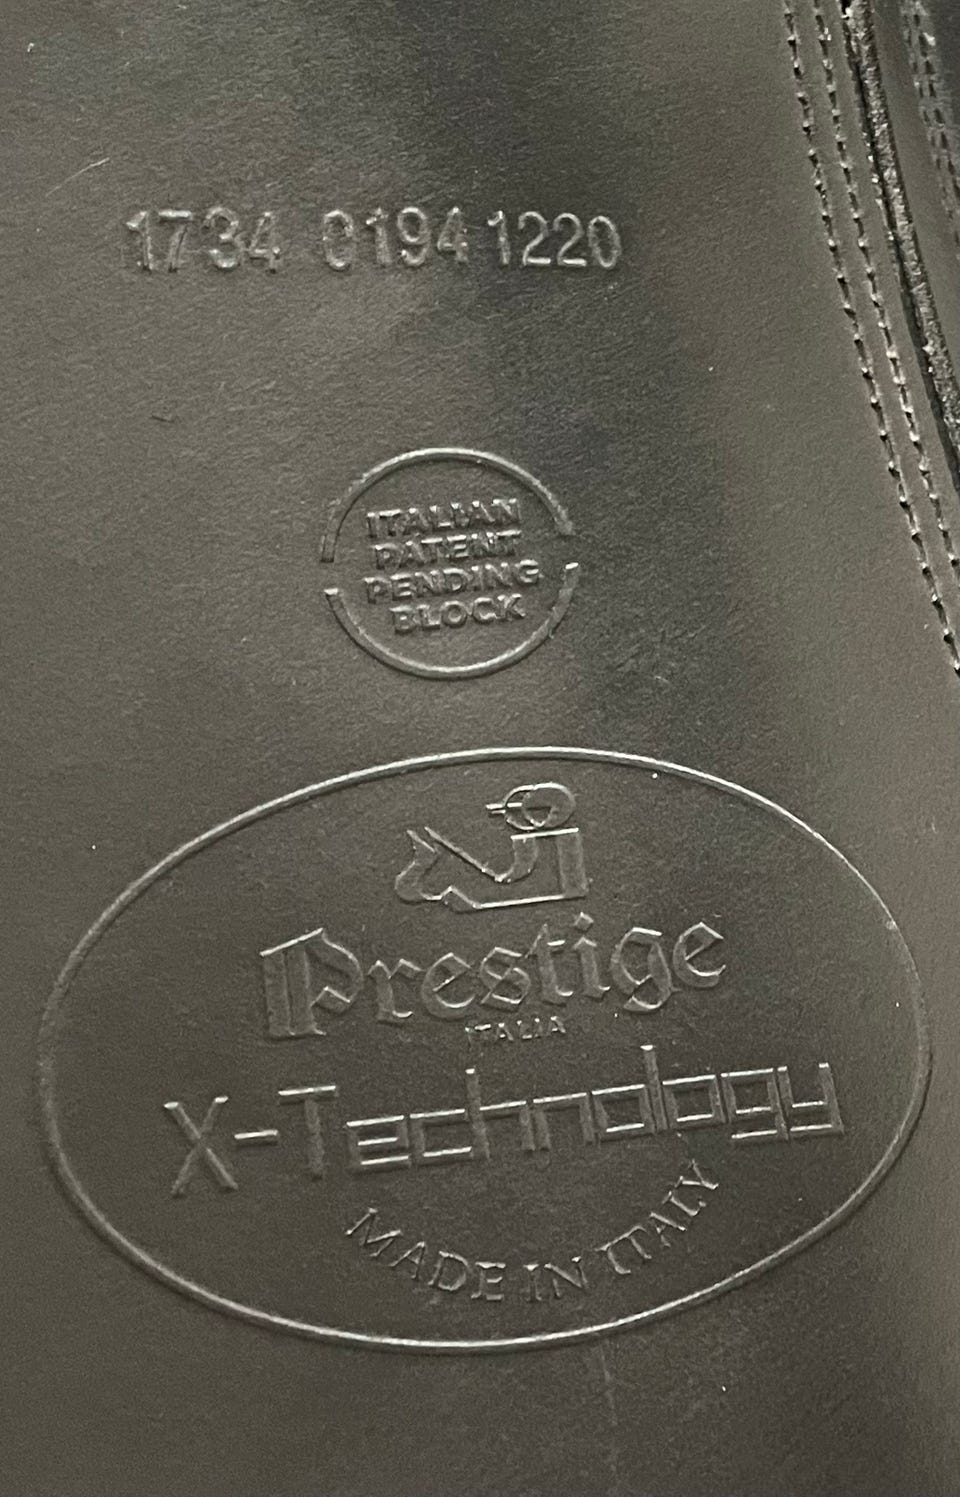 1734 0194 1220
ITALIAN
PATENT
PENDING
BLOCK
Prestige
ITALIA
X-Technology
MADE IN ITALY